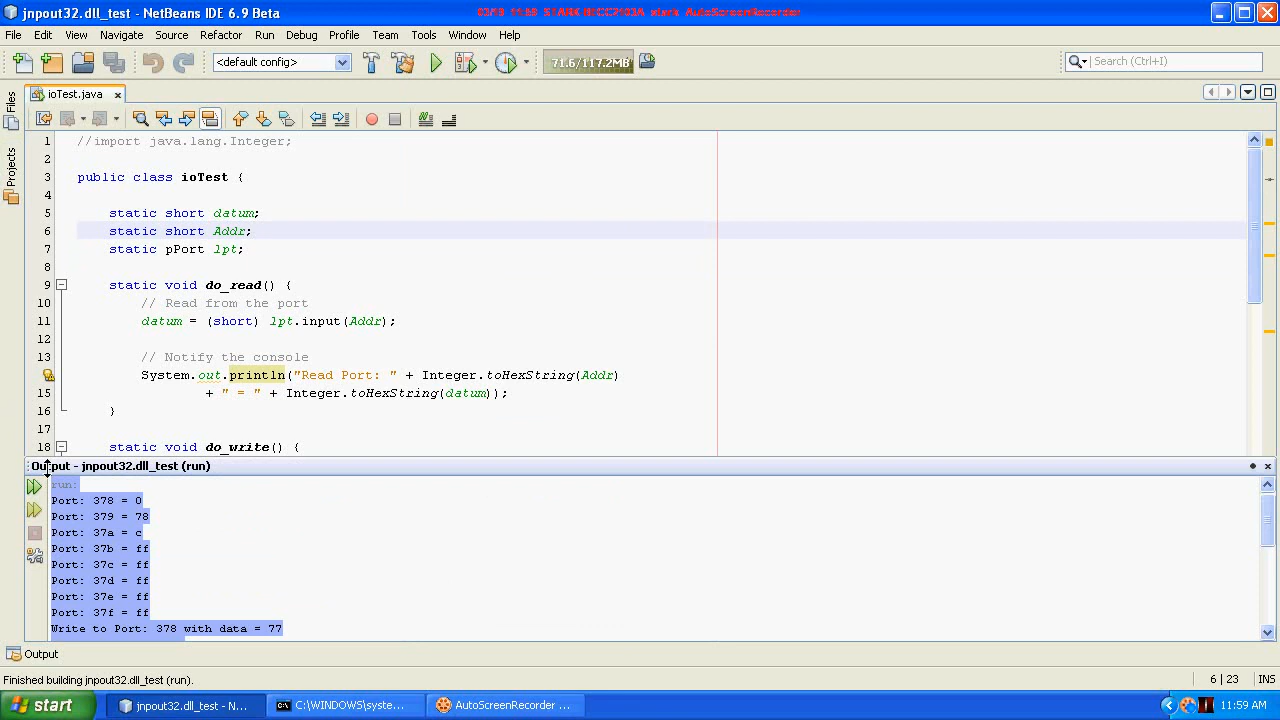 jnpout32.dll_test - NetBeans IDE 6.9 Beta
File Edit View Navigate Source Refactor Run Debug Profile Team Tools Window Help
<default config> 71.6/117.2MB Search (Ctrl+I)
ioTest.java
Files
Projects
1 //import java.lang.Integer;
2
3 public class ioTest {
4
5 static short datum;
6 static short Addr;
7 static pPort lpt;
8
9 static void do_read() {
10 // Read from the port
11 datum = (short) lpt.input(Addr);
12
13 // Notify the console
System.out.println("Read Port: " + Integer.toHexString(Addr)
15 + " = " + Integer.toHexString(datum));
16 }
17
18 static void do_write() {
Output - jnpout32.dll_test (run)
run:
Port: 378 = 0
Port: 379 = 78
Port: 37a = c
Port: 37b = ff
Port: 37c = ff
Port: 37d = ff
Port: 37e = ff
Port: 37f = ff
Write to Port: 378 with data = 77
Output
Finished building jnpout32.dll_test (run). 6 | 23 INS
start jnpout32.dll_test - N... C:\WINDOWS\syste... AutoScreenRecorder ... 11:59 AM